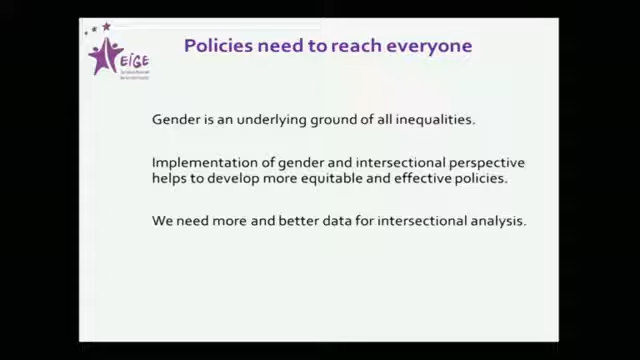 EIGE
Policies need to reach everyone
Gender is an underlying ground of all inequalities.
Implementation of gender and intersectional perspective
helps to develop more equitable and effective policies.
We need more and better data for intersectional analysis.